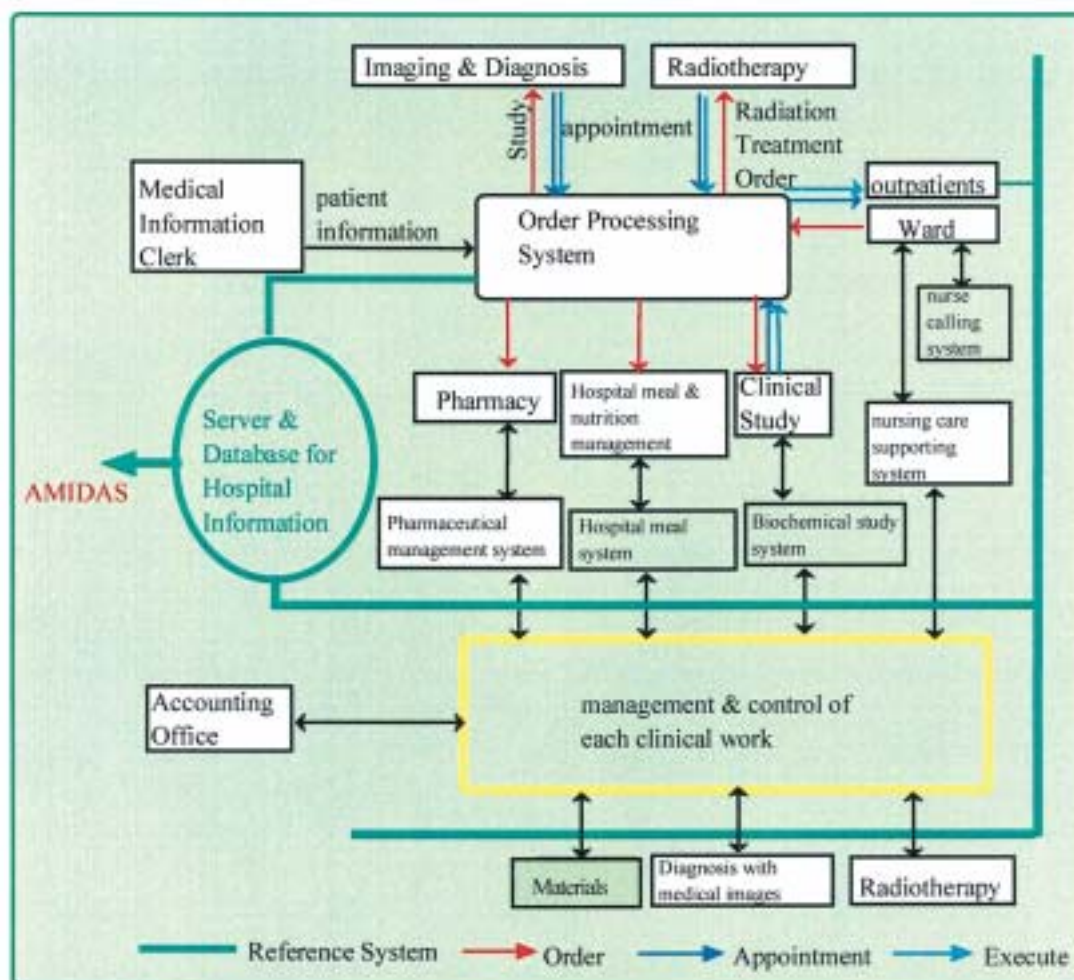 Imaging & Diagnosis
Radiotherapy
Study
appointment
Radiation
Treatment
Order
Medical
Information
Clerk
patient
information
Order Processing
System
outpatients
Ward
nurse
calling
system
Pharmacy
Hospital meal &
nutrition
management
Clinical
Study
nursing care
supporting
system
Server &
Database for
Hospital
Information
AMIDAS
Pharmaceutical
management system
Hospital meal
system
Biochemical study
system
Accounting
Office
management & control of
each clinical work
Materials
Diagnosis with
medical images
Radiotherapy
Reference System
Order
Appointment
Execute